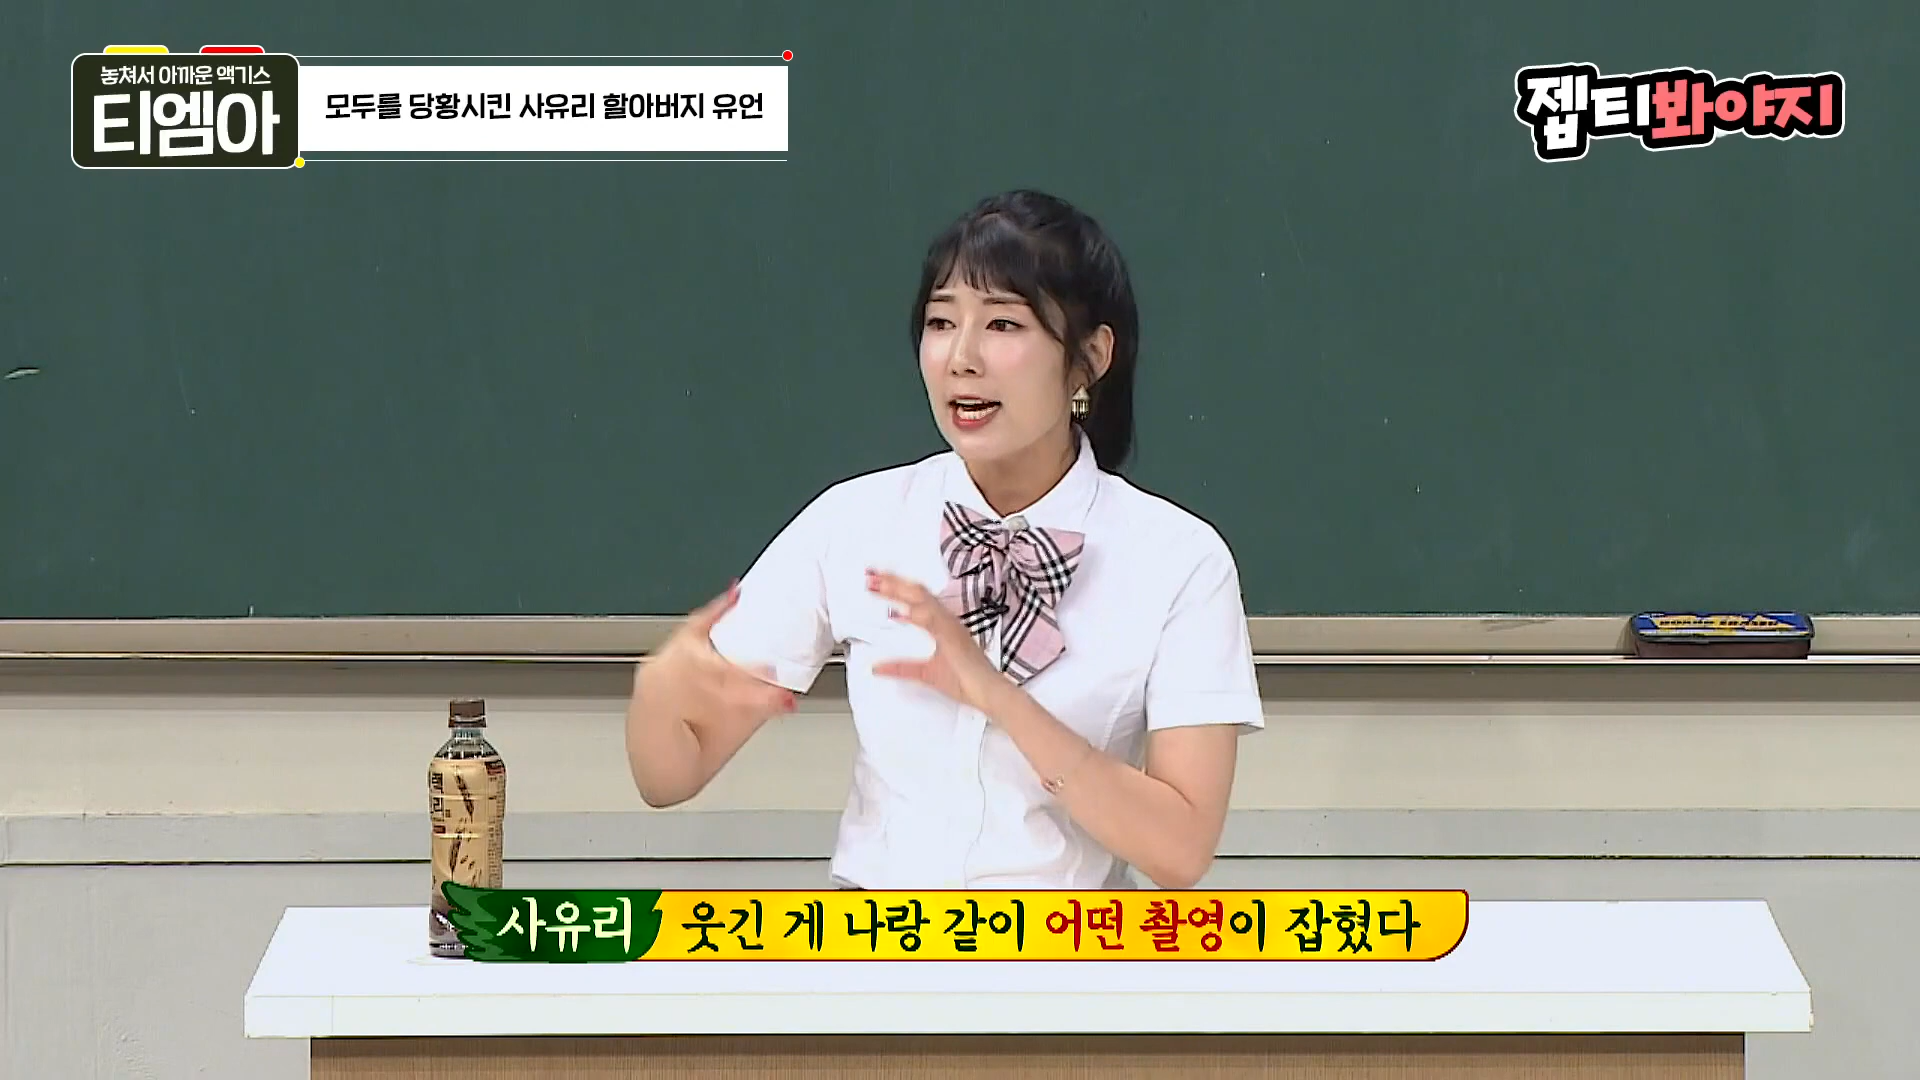 놓쳐서 아까운 액기스
티엠아
모두를 당황시킨 사유리 할아버지 유언
젭티봐야지
사유리 웃긴 게 나랑 같이 어떤 촬영이 잡혔다